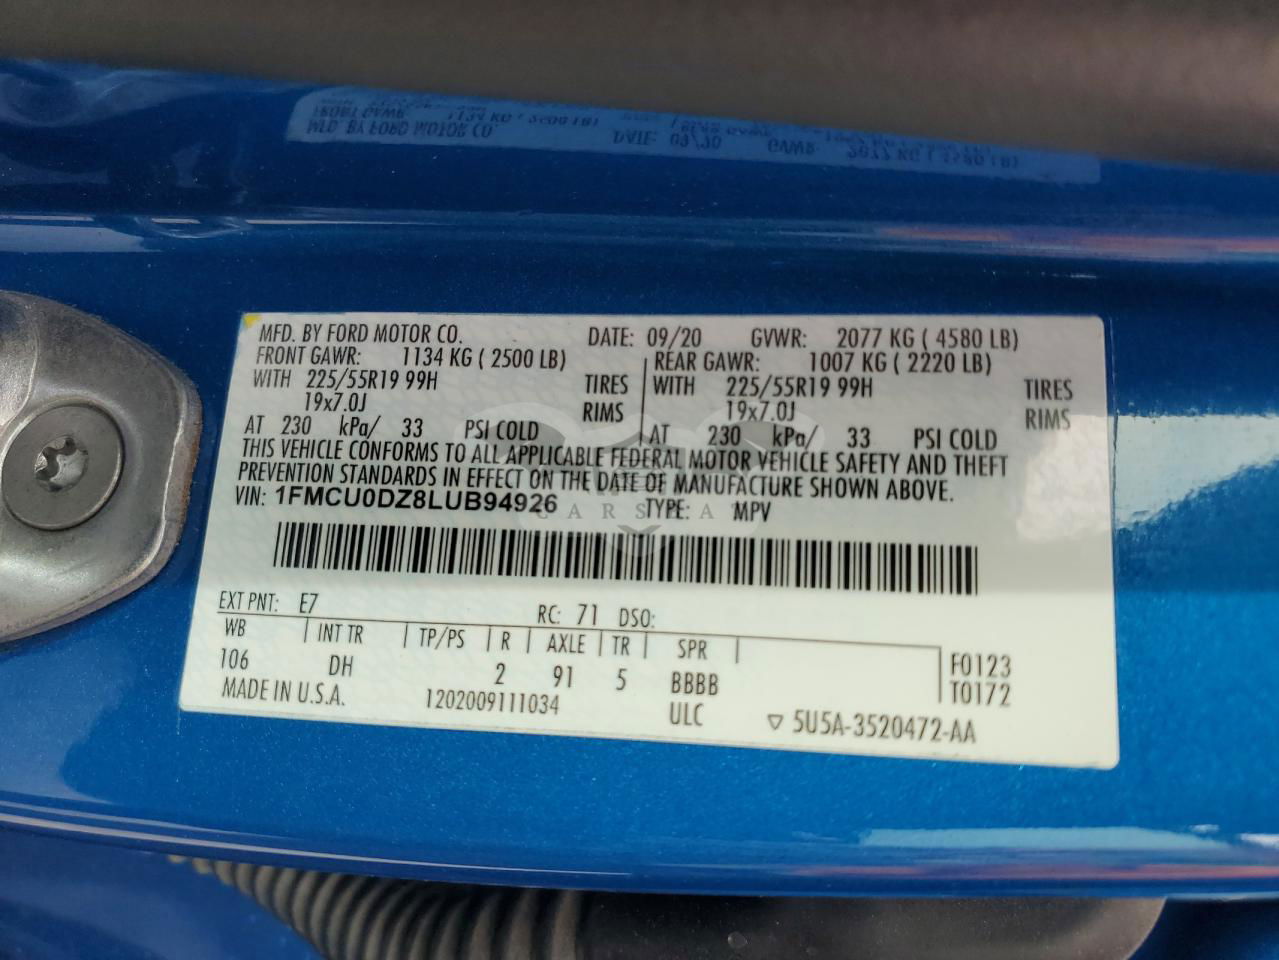 MFD. BY FORD MOTOR CO. DATE: 09/20 GVWR: 2077 KG ( 4580 LB)
FRONT GAWR: 1134 KG ( 2500 LB) REAR GAWR: 1007 KG ( 2220 LB)
WITH 225/55R19 99H TIRES WITH 225/55R19 99H TIRES
19x7.0J RIMS 19x7.0J RIMS
AT 230 kPa/ 33 PSI COLD AT 230 kPa/ 33 PSI COLD
THIS VEHICLE CONFORMS TO ALL APPLICABLE FEDERAL MOTOR VEHICLE SAFETY AND THEFT
PREVENTION STANDARDS IN EFFECT ON THE DATE OF MANUFACTURE SHOWN ABOVE.
VIN: 1FMCU0DZ8LUB94926 TYPE: MPV
EXT PNT: E7 RC: 71 DSO:
WB INT TR TP/PS R AXLE TR SPR
106 DH 2 91 5 BBBB F0123
MADE IN U.S.A. 1202009111034 ULC T0172
▽ 5U5A-3520472-AA